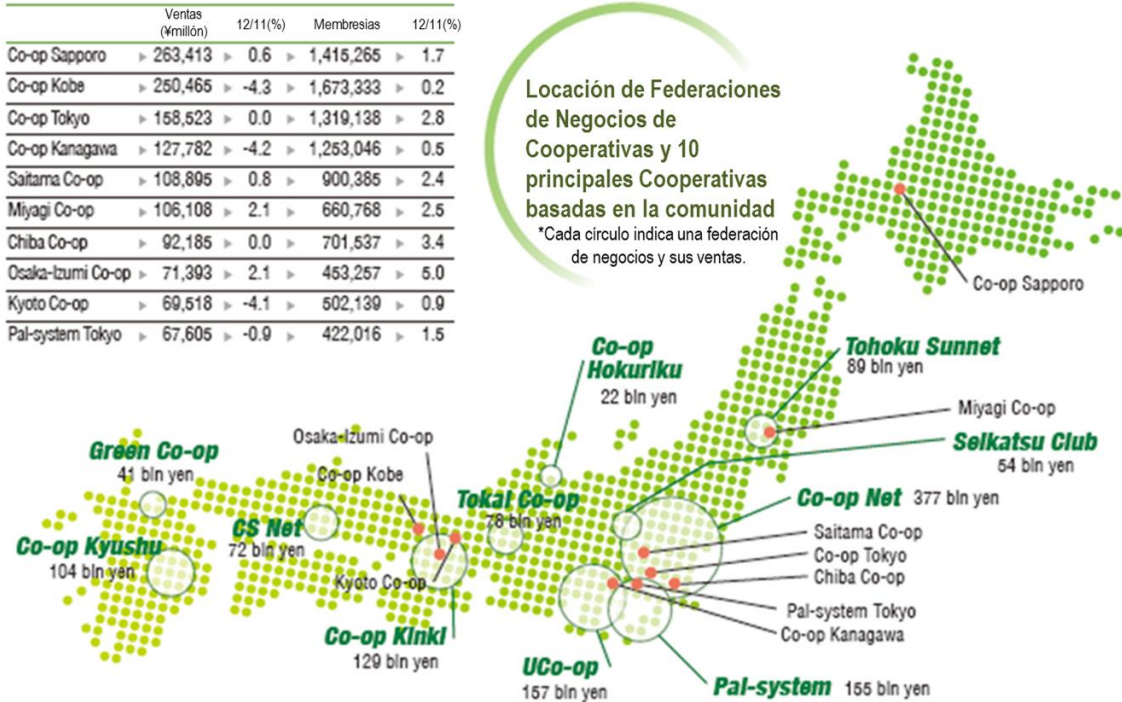 Ventas (¥millón) 12/11(%) Membresias 12/11(%)
Co-op Sapporo 263,413 0.6 1,415,265 1.7
Co-op Kobe 250,465 -4.3 1,673,333 0.2
Co-op Tokyo 158,523 0.0 1,319,138 2.8
Co-op Kanagawa 127,782 -4.2 1,253,046 0.5
Saitama Co-op 108,895 0.8 900,385 2.4
Miyagi Co-op 106,108 2.1 660,768 2.5
Chiba Co-op 92,185 0.0 701,537 3.4
Osaka-Izumi Co-op 71,393 2.1 453,257 5.0
Kyoto Co-op 69,518 -4.1 502,139 0.9
Pal-system Tokyo 67,605 -0.9 422,016 1.5
Locación de Federaciones
de Negocios de
Cooperativas y 10
principales Cooperativas
basadas en la comunidad
*Cada circulo indica una federación
de negocios y sus ventas.
Co-op Sapporo
Co-op
Hokuriku
22 bln yen
Tohoku Sunnet
89 bln yen
Miyagi Co-op
Seikatsu Club
54 bln yen
Osaka-Izumi Co-op
Co-op Kobe
Green Co-op
41 bln yen
Tokai Co-op
78 bln yen
Co-op Net 377 bln yen
CS Net
72 bln yen
Saitama Co-op
Co-op Tokyo
Chiba Co-op
Co-op Kyushu
104 bln yen
Kyoto Co-op
Pal-system Tokyo
Co-op Kanagawa
Co-op Kinki
129 bln yen
UCo-op
157 bln yen
Pal-system 155 bln yen